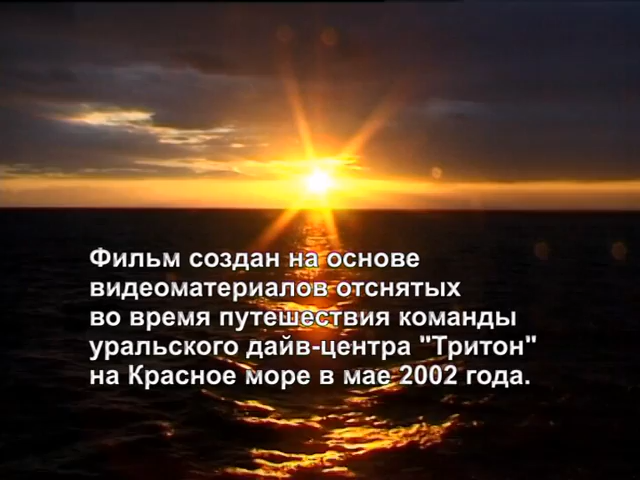 Фильм создан на основе
видеоматериалов отснятых
во время путешествия команды
уральского дайв-центра "Тритон"
на Красное море в мае 2002 года.